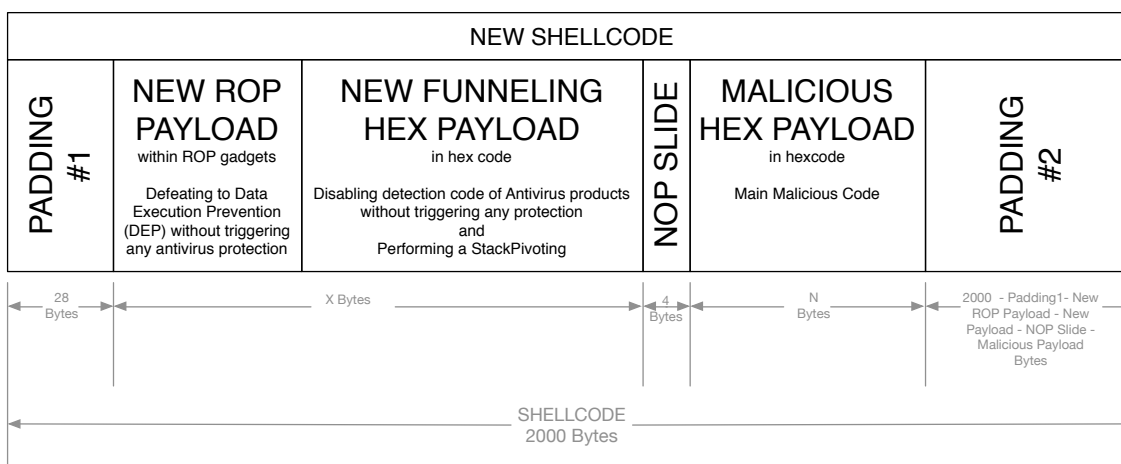 NEW SHELLCODE
PADDING
#1
NEW ROP
PAYLOAD
within ROP gadgets
Defeating to Data
Execution Prevention
(DEP) without triggering
any antivirus protection
NEW FUNNELING
HEX PAYLOAD
in hex code
Disabling detection code of Antivirus products
without triggering any protection
and
Performing a StackPivoting
NOP SLIDE
MALICIOUS
HEX PAYLOAD
in hexcode
Main Malicious Code
PADDING
#2
28
Bytes
X Bytes
4
Bytes
N
Bytes
2000 - Padding1- New
ROP Payload - New
Payload - NOP Slide -
Malicious Payload
Bytes
SHELLCODE
2000 Bytes